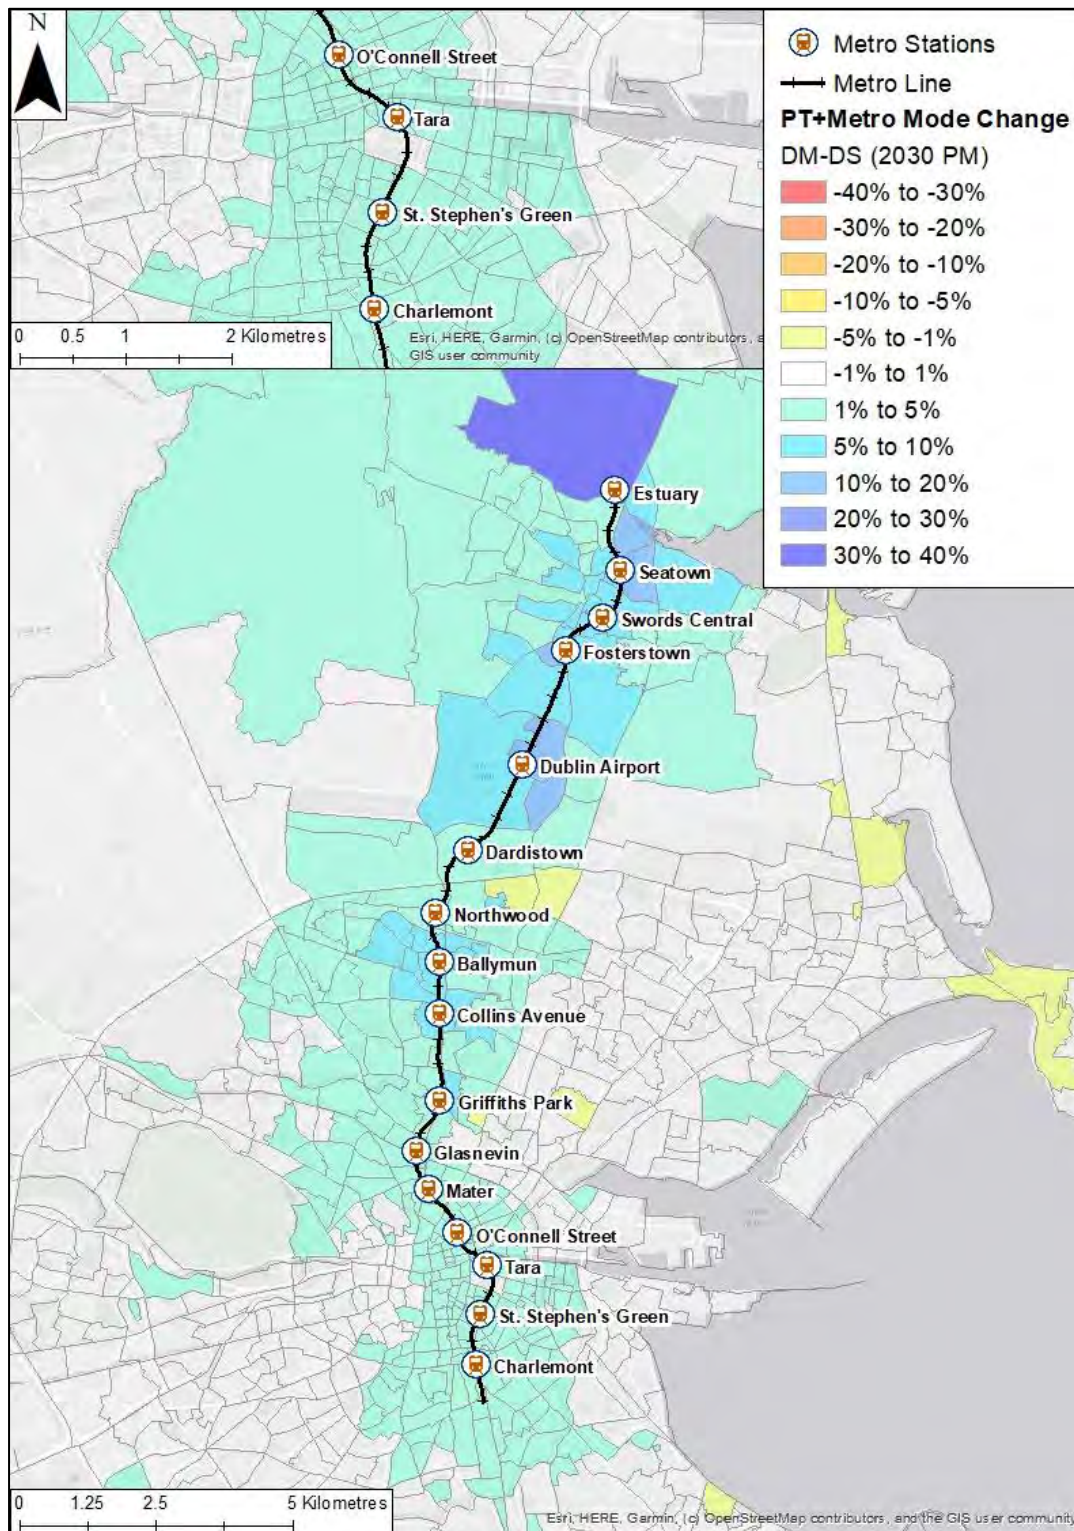 N
O'Connell Street
Tara
St. Stephen's Green
Charlemont
0 0.5 1 2 Kilometres
Esri, HERE, Garmin, (c) OpenStreetMap contributors, a
GIS user community
Metro Stations
Metro Line
PT+Metro Mode Change
DM-DS (2030 PM)
-40% to -30%
-30% to -20%
-20% to -10%
-10% to -5%
-5% to -1%
-1% to 1%
1% to 5%
5% to 10%
10% to 20%
20% to 30%
30% to 40%
Estuary
Seatown
Swords Central
Fosterstown
Dublin Airport
Dardistown
Northwood
Ballymun
Collins Avenue
Griffiths Park
Glasnevin
Mater
O'Connell Street
Tara
St. Stephen's Green
Charlemont
0 1.25 2.5 5 Kilometres
Esri, HERE, Garmin, (c) OpenStreetMap contributors, and the GIS user community